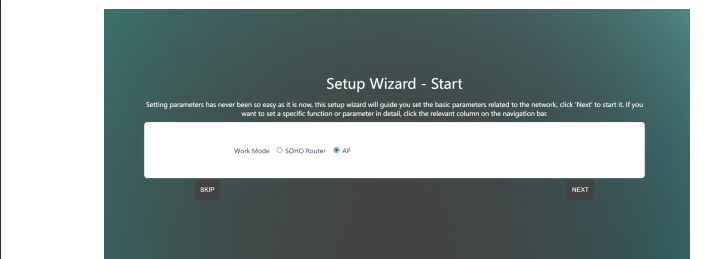 Setup Wizard - Start
Setting parameters has never been so easy as it is now, this setup wizard will guide you set the basic parameters related to the network, click 'Next' to start it. If you
want to set a specific function or parameter in detail, click the relevant column on the navigation bar.
Work Mode SOHO Router AP
SKIP NEXT